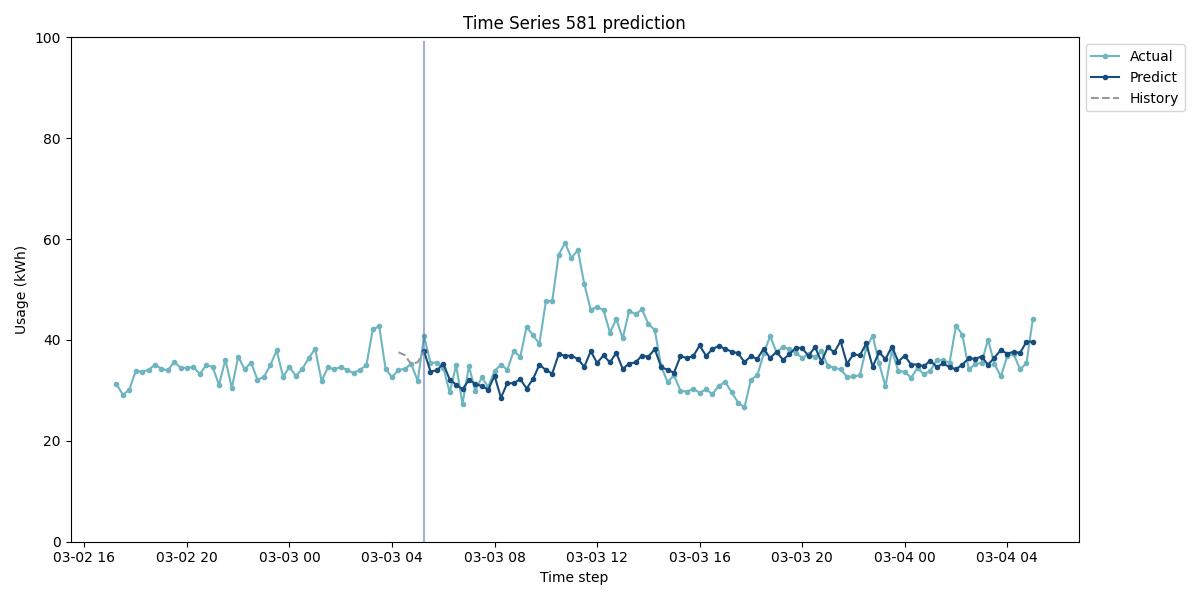 Time Series 581 prediction
Usage (kWh)
100
80
60
40
20
0
03-02 16
03-02 20
03-03 00
03-03 04
03-03 08
03-03 12
03-03 16
03-03 20
03-04 00
03-04 04
Time step
Actual
Predict
History